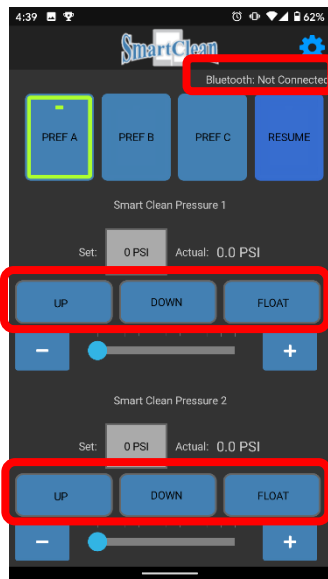 4:39 62%
SmartClean
Bluetooth: Not Connected
PREF A PREF B PREF C RESUME
Smart Clean Pressure 1
Set: 0 PSI Actual: 0.0 PSI
UP DOWN FLOAT
− +
Smart Clean Pressure 2
Set: 0 PSI Actual: 0.0 PSI
UP DOWN FLOAT
− +